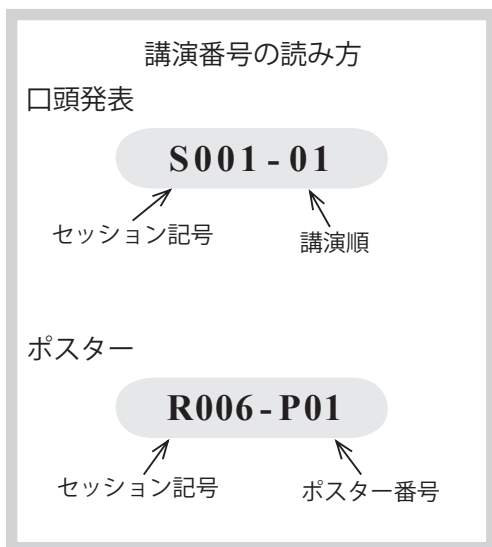 講演番号の読み方
口頭発表
S001 - 01
セッション記号
講演順
ポスター
R006 - P01
セッション記号
ポスター番号